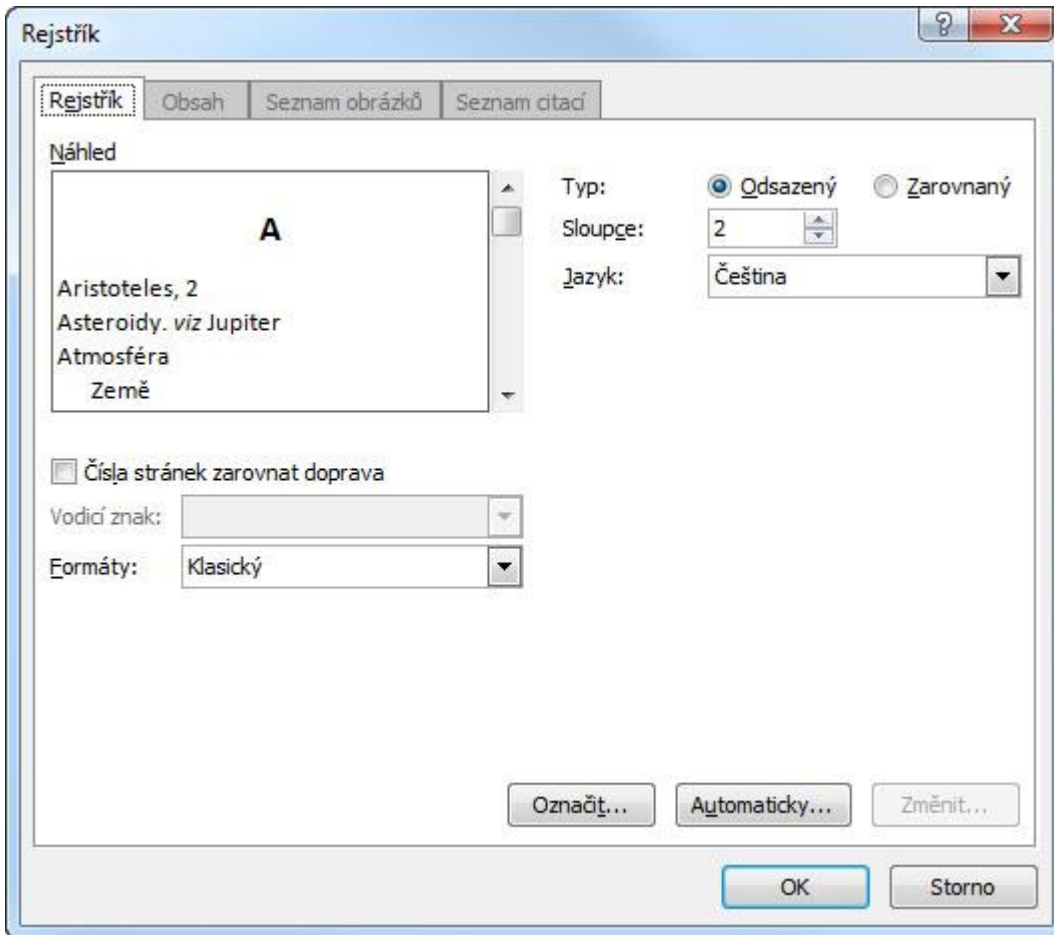 Rejstřík
Rejstřík Obsah Seznam obrázků Seznam citací
Náhled
A
Aristoteles, 2
Asteroidy. viz Jupiter
Atmosféra
Země
Typ: Odsazený Zarovnaný
Sloupce: 2
Jazyk: Čeština
Čísla stránek zarovnat doprava
Vodicí znak:
Formáty: Klasický
Označit... Automaticky... Změnit...
OK Storno